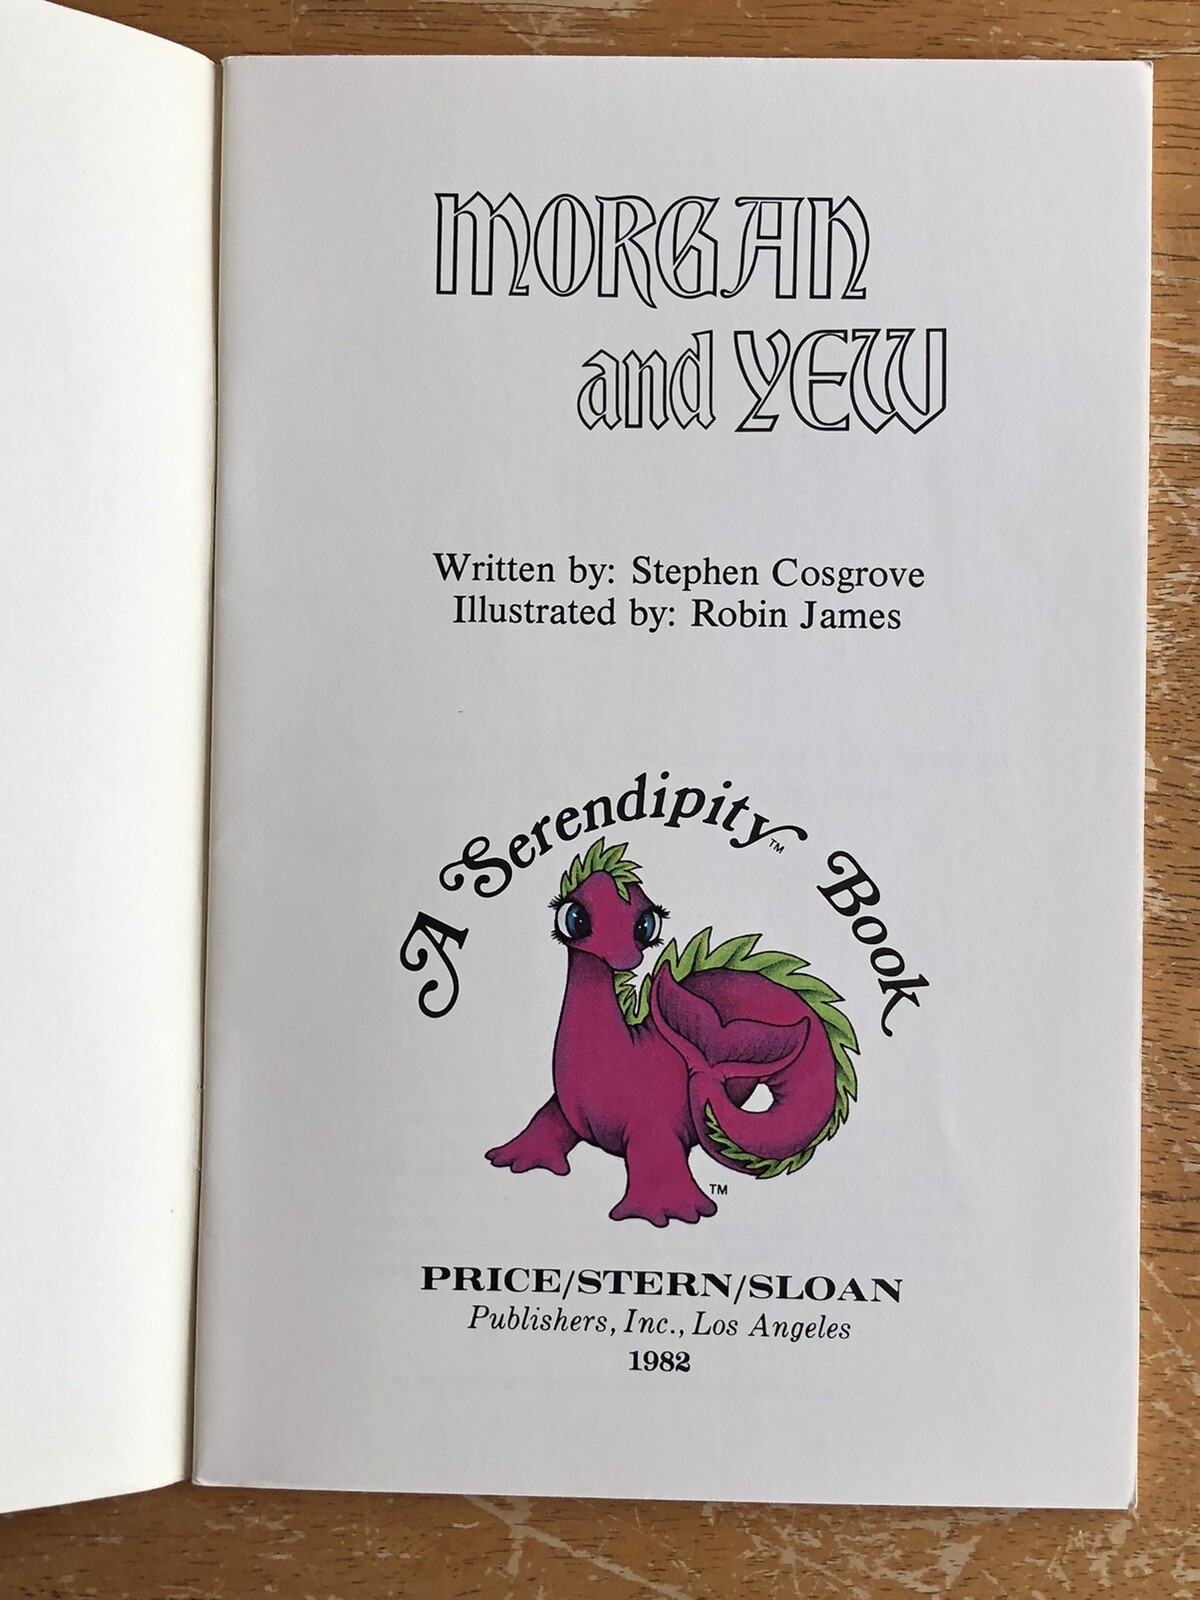 MORGAN
and YEW
Written by: Stephen Cosgrove
Illustrated by: Robin James
A Serendipity™ Book
TM
PRICE/STERN/SLOAN
Publishers, Inc., Los Angeles
1982